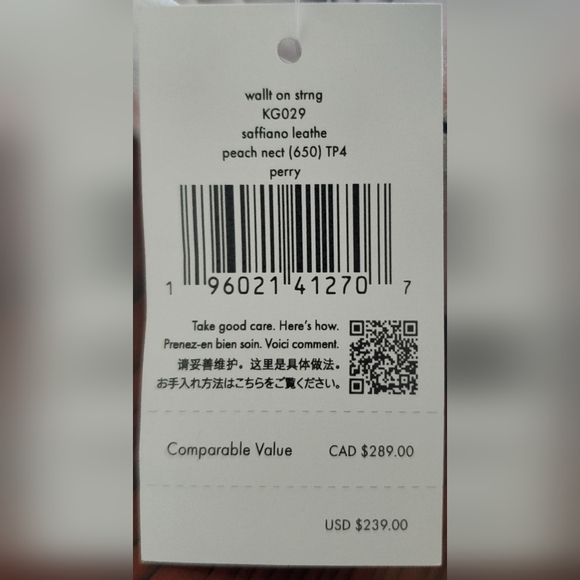 wallt on strng
KG029
saffiano leathe
peach nect (650) TP4
perry
1 96021 41270 7
Take good care. Here's how.
Prenez-en bien soin. Voici comment.
请妥善维护。这里是具体做法。
お手入れ方法はこちらをご覧ください。
Comparable Value CAD $289.00
USD $239.00